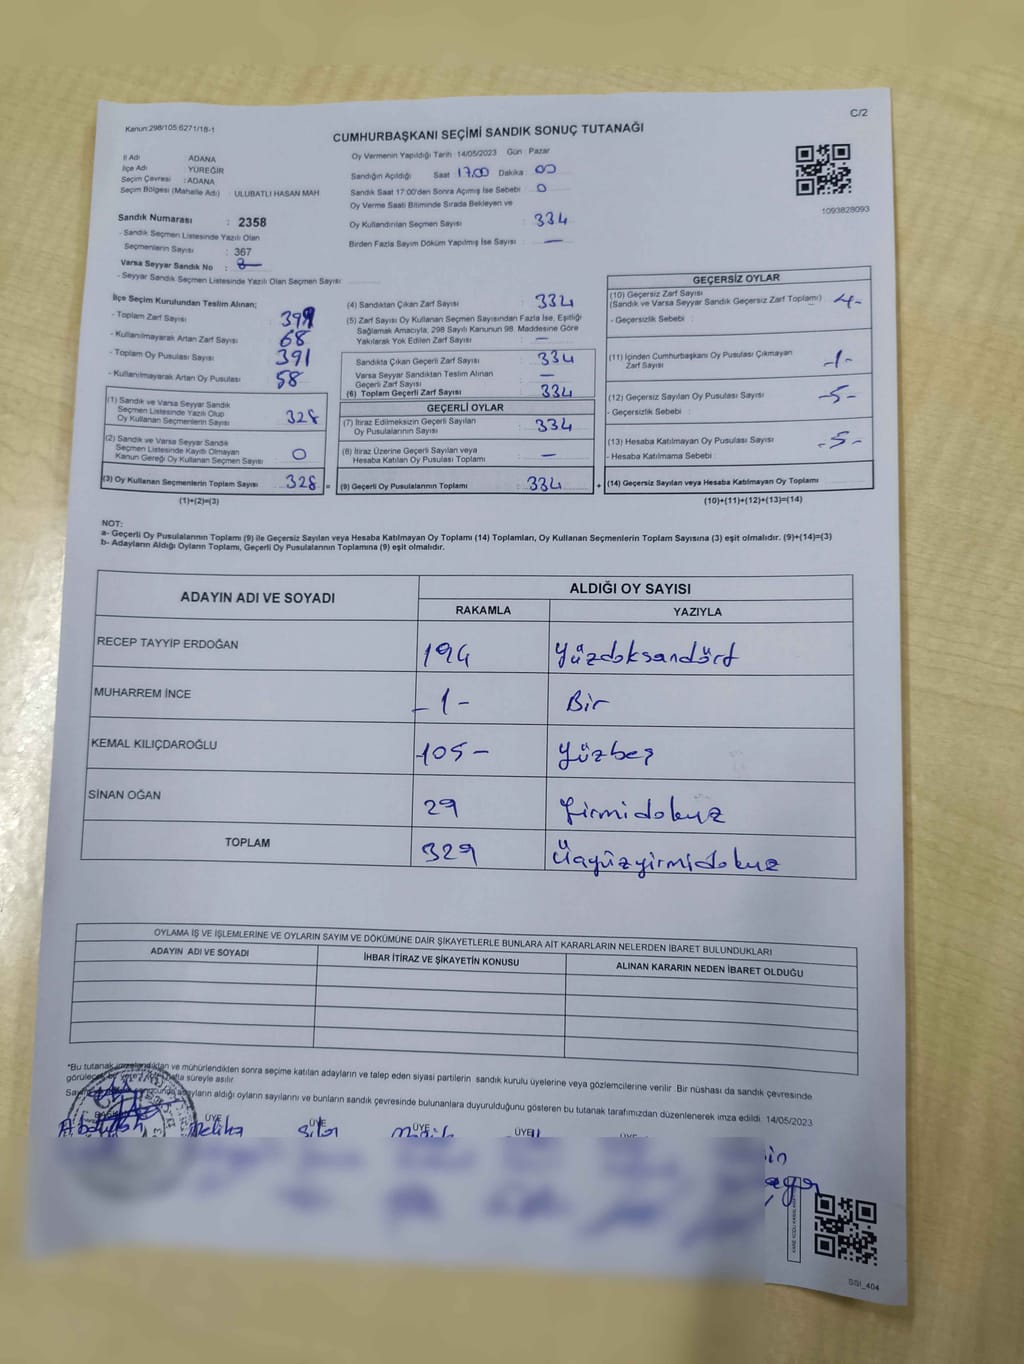 C/2
Kanun:298/105;6271/18-1
CUMHURBAŞKANI SEÇİMİ SANDIK SONUÇ TUTANAĞI
İl Adı : ADANA
İlçe Adı : YÜREĞİR
Seçim Çevresi : ADANA
Seçim Bölgesi (Mahalle Adı) : ULUBATLI HASAN MAH
Sandık Numarası : 2358
- Sandık Seçmen Listesinde Yazılı Olan
Seçmenlerin Sayısı : 367
Varsa Seyyar Sandık No :
- Seyyar Sandık Seçmen Listesinde Yazılı Olan Seçmen Sayısı :
Oy Vermenin Yapıldığı Tarih :14/05/2023 Gün : Pazar
Sandığın Açıldığı Saat 17.00 Dakika 00
Sandık Saat 17:00'den Sonra Açılmış İse Sebebi : 0
Oy Verme Saati Bitiminde Sırada Bekleyen ve
Oy Kullandırılan Seçmen Sayısı : 334
Birden Fazla Sayım Döküm Yapılmış İse Sayısı : —
1093828093
İlçe Seçim Kurulundan Teslim Alınan;
- Toplam Zarf Sayısı :
- Kullanılmayarak Artan Zarf Sayısı : 68
- Toplam Oy Pusulası Sayısı : 391
- Kullanılmayarak Artan Oy Pusulası : 58
(1) Sandık ve Varsa Seyyar Sandık
Seçmen Listesinde Yazılı Olup
Oy Kullanan Seçmenlerin Sayısı : 328
(2) Sandık ve Varsa Seyyar Sandık
Seçmen Listesinde Kayıtlı Olmayan
Kanun Gereği Oy Kullanan Seçmen Sayısı : 0
(3) Oy Kullanan Seçmenlerin Toplam Sayısı : 328 =
(1)+(2)=(3)
(4) Sandıktan Çıkan Zarf Sayısı : 334
(5) Zarf Sayısı Oy Kullanan Seçmen Sayısından Fazla İse, Eşitliği
Sağlamak Amacıyla, 298 Sayılı Kanunun 98. Maddesine Göre
Yakılarak Yok Edilen Zarf Sayısı : —
Sandıkta Çıkan Geçerli Zarf Sayısı : 334
Varsa Seyyar Sandıktan Teslim Alınan
Geçerli Zarf Sayısı : —
(6) Toplam Geçerli Zarf Sayısı : 334
GEÇERLİ OYLAR
(7) İtiraz Edilmeksizin Geçerli Sayılan
Oy Pusulalarının Sayısı : 334
(8) İtiraz Üzerine Geçerli Sayılan veya
Hesaba Katılan Oy Pusulası Toplamı : —
(9) Geçerli Oy Pusulalarının Toplamı : 334 +
GEÇERSİZ OYLAR
(10) Geçersiz Zarf Sayısı
(Sandık ve Varsa Seyyar Sandık Geçersiz Zarf Toplamı) : 4-
- Geçersizlik Sebebi :
(11) İçinden Cumhurbaşkanı Oy Pusulası Çıkmayan
Zarf Sayısı : -1-
(12) Geçersiz Sayılan Oy Pusulası Sayısı : -5-
- Geçersizlik Sebebi :
(13) Hesaba Katılmayan Oy Pusulası Sayısı : -5-
- Hesaba Katılmama Sebebi :
(14) Geçersiz Sayılan veya Hesaba Katılmayan Oy Toplamı :
(10)+(11)+(12)+(13)=(14)
NOT:
a- Geçerli Oy Pusulalarının Toplamı (9) ile Geçersiz Sayılan veya Hesaba Katılmayan Oy Toplamı (14) Toplamları, Oy Kullanan Seçmenlerin Toplam Sayısına (3) eşit olmalıdır. (9)+(14)=(3)
b- Adayların Aldığı Oyların Toplamı, Geçerli Oy Pusulalarının Toplamına (9) eşit olmalıdır.
ADAYIN ADI VE SOYADI ALDIĞI OY SAYISI
RAKAMLA YAZIYLA
RECEP TAYYİP ERDOĞAN 194 Yüzdoksandört
MUHARREM İNCE -1- Bir
KEMAL KILIÇDAROĞLU -105- Yüzbeş
SİNAN OĞAN 29 Yirmidokuz
TOPLAM 329 Üçyüzyirmidokuz
OYLAMA İŞ VE İŞLEMLERİNE VE OYLARIN SAYIM VE DÖKÜMÜNE DAİR ŞİKAYETLERLE BUNLARA AİT KARARLARIN NELERDEN İBARET BULUNDUKLARI
ADAYIN ADI VE SOYADI İHBAR İTİRAZ VE ŞİKAYETİN KONUSU ALINAN KARARIN NEDEN İBARET OLDUĞU
*Bu tutanak imzalandıktan ve mühürlendikten sonra seçime katılan adayların ve talep eden siyasi partilerin sandık kurulu üyelerine veya gözlemcilerine verilir. Bir nüshası da sandık çevresinde
görülecek hafta süreyle asılır.
adayların aldığı oyların sayılarını ve bunların sandık çevresinde bulunanlara duyurulduğunu gösteren bu tutanak tarafımızdan düzenlenerek imza edildi. 14/05/2023
ÜYE ÜYE ÜYE ÜYE ÜYE
Abdullah Melika
SSI_404